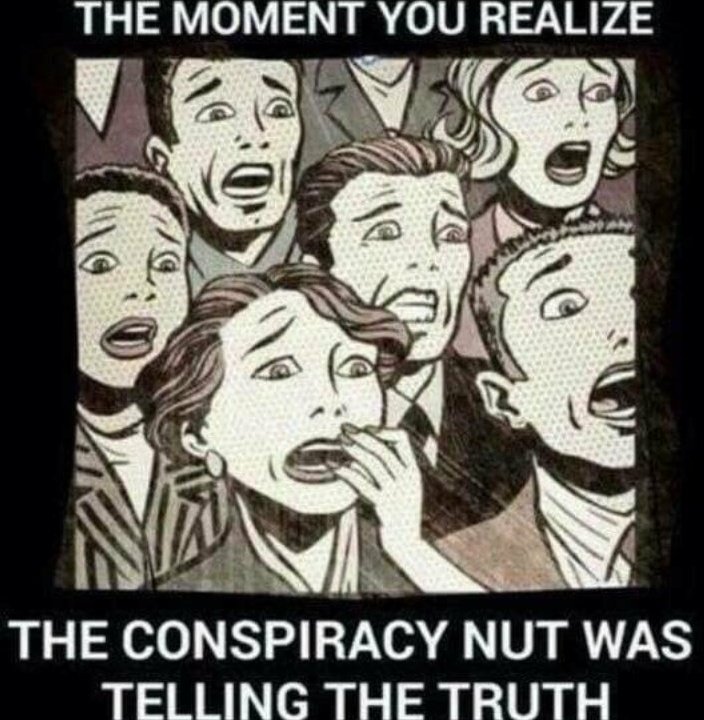 THE MOMENT YOU REALIZE
THE CONSPIRACY NUT WAS
TELLING THE TRUTH